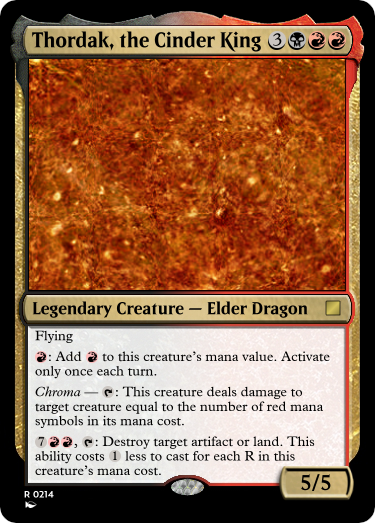 Thordak, the Cinder King 3BRR
Legendary Creature — Elder Dragon
Flying
R: Add R to this creature's mana value. Activate
only once each turn.
Chroma — T: This creature deals damage to
target creature equal to the number of red mana
symbols in its mana cost.
7RR, T: Destroy target artifact or land. This
ability costs 1 less to cast for each R in this
creature's mana cost.
5/5
R 0214